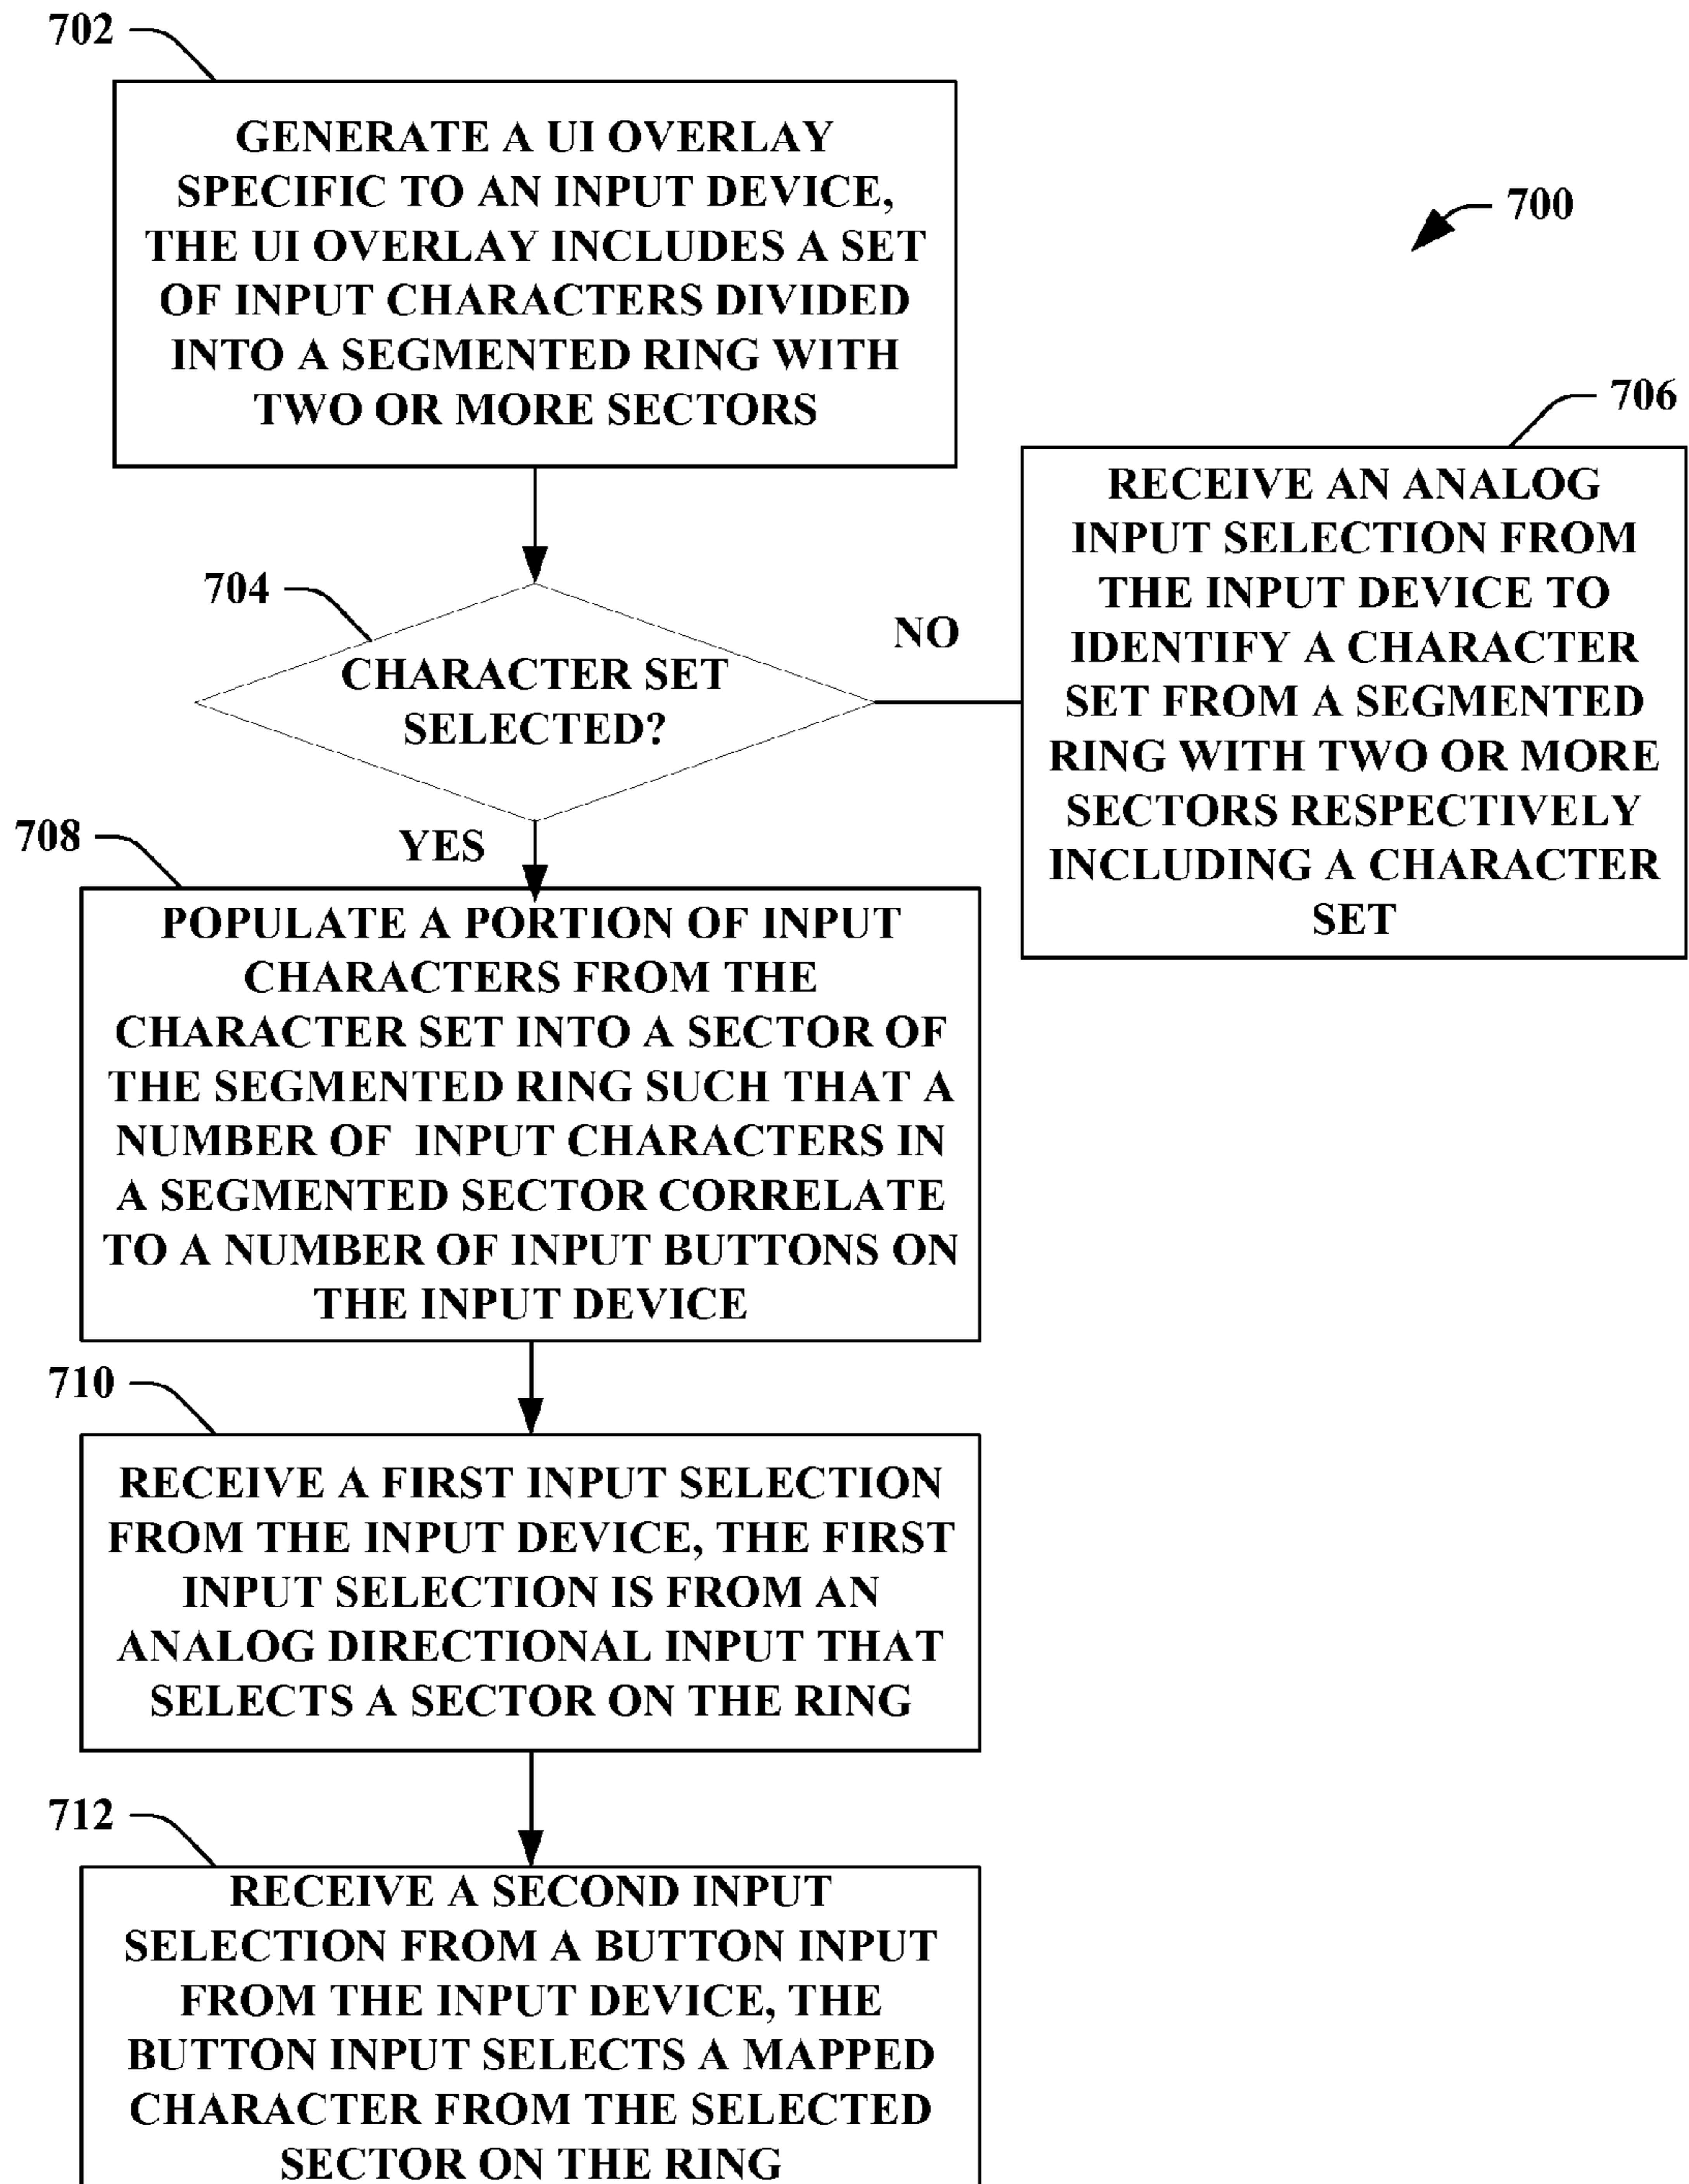 702
GENERATE A UI OVERLAY
SPECIFIC TO AN INPUT DEVICE,
THE UI OVERLAY INCLUDES A SET
OF INPUT CHARACTERS DIVIDED
INTO A SEGMENTED RING WITH
TWO OR MORE SECTORS
700
704
CHARACTER SET
SELECTED?
NO
706
RECEIVE AN ANALOG
INPUT SELECTION FROM
THE INPUT DEVICE TO
IDENTIFY A CHARACTER
SET FROM A SEGMENTED
RING WITH TWO OR MORE
SECTORS RESPECTIVELY
INCLUDING A CHARACTER
SET
YES
708
POPULATE A PORTION OF INPUT
CHARACTERS FROM THE
CHARACTER SET INTO A SECTOR OF
THE SEGMENTED RING SUCH THAT A
NUMBER OF INPUT CHARACTERS IN
A SEGMENTED SECTOR CORRELATE
TO A NUMBER OF INPUT BUTTONS ON
THE INPUT DEVICE
710
RECEIVE A FIRST INPUT SELECTION
FROM THE INPUT DEVICE, THE FIRST
INPUT SELECTION IS FROM AN
ANALOG DIRECTIONAL INPUT THAT
SELECTS A SECTOR ON THE RING
712
RECEIVE A SECOND INPUT
SELECTION FROM A BUTTON INPUT
FROM THE INPUT DEVICE, THE
BUTTON INPUT SELECTS A MAPPED
CHARACTER FROM THE SELECTED
SECTOR ON THE RING